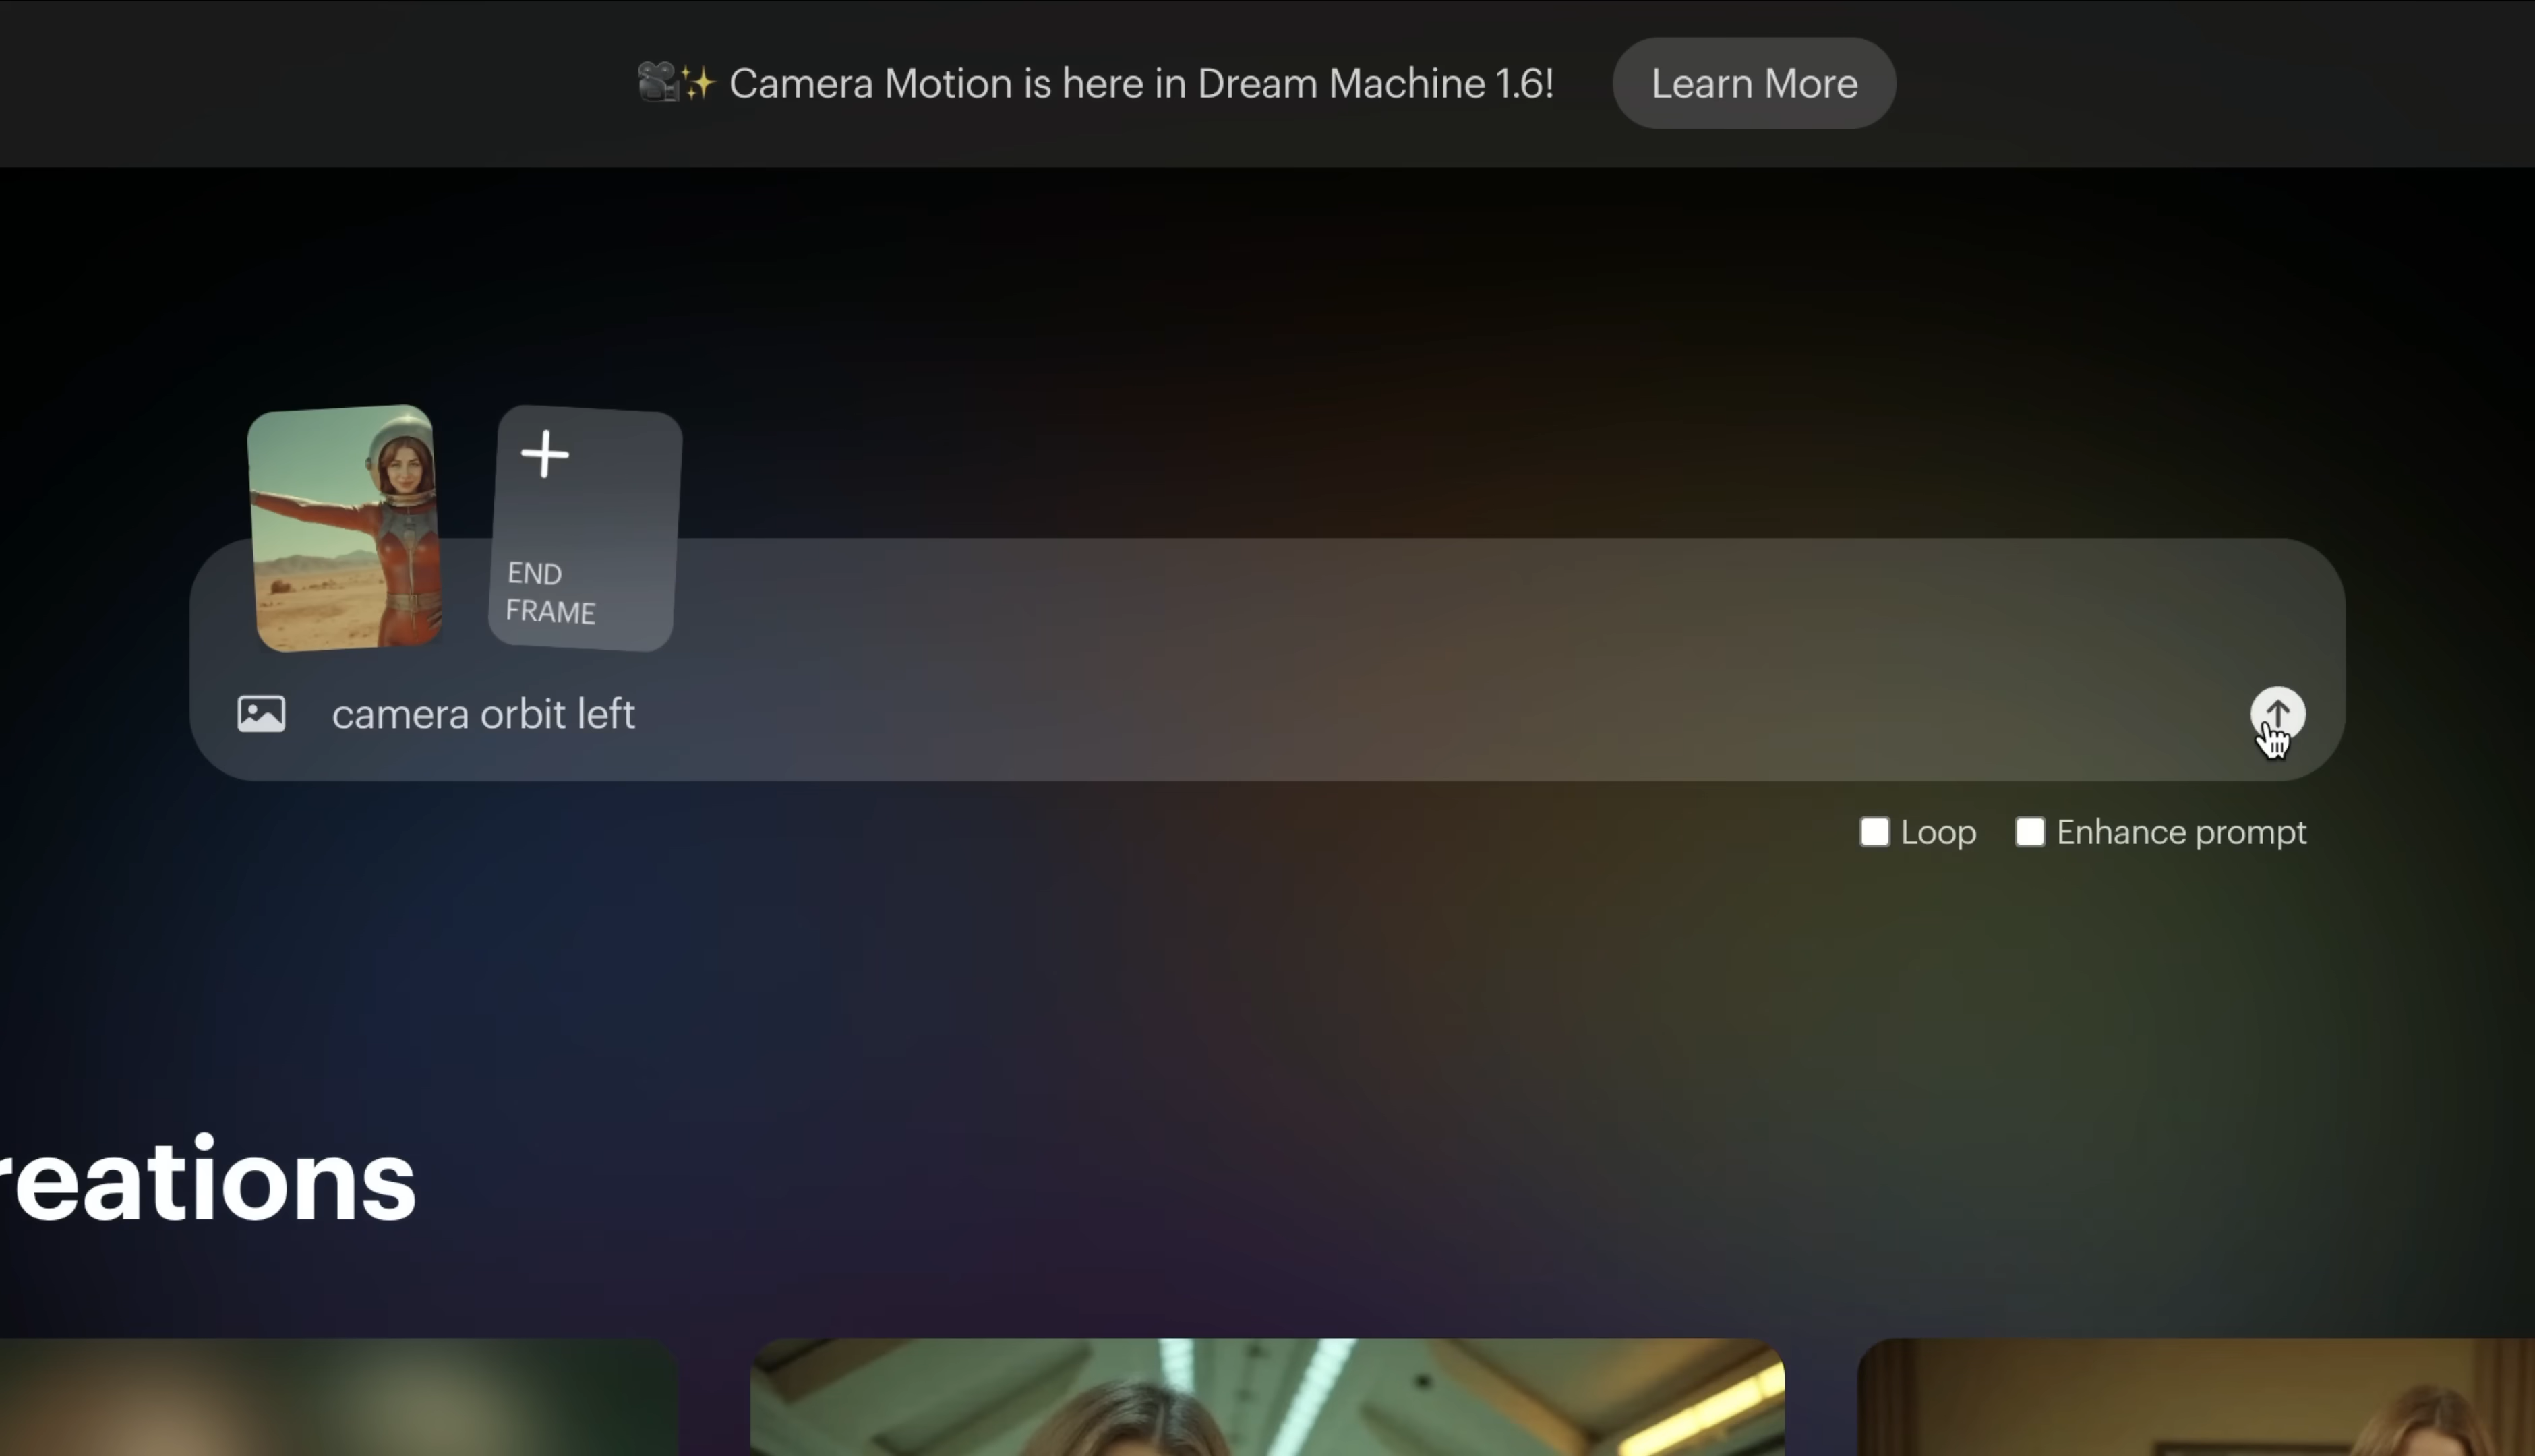 🎥✨ Camera Motion is here in Dream Machine 1.6!
Learn More
END
FRAME
camera orbit left
Loop
Enhance prompt
reations